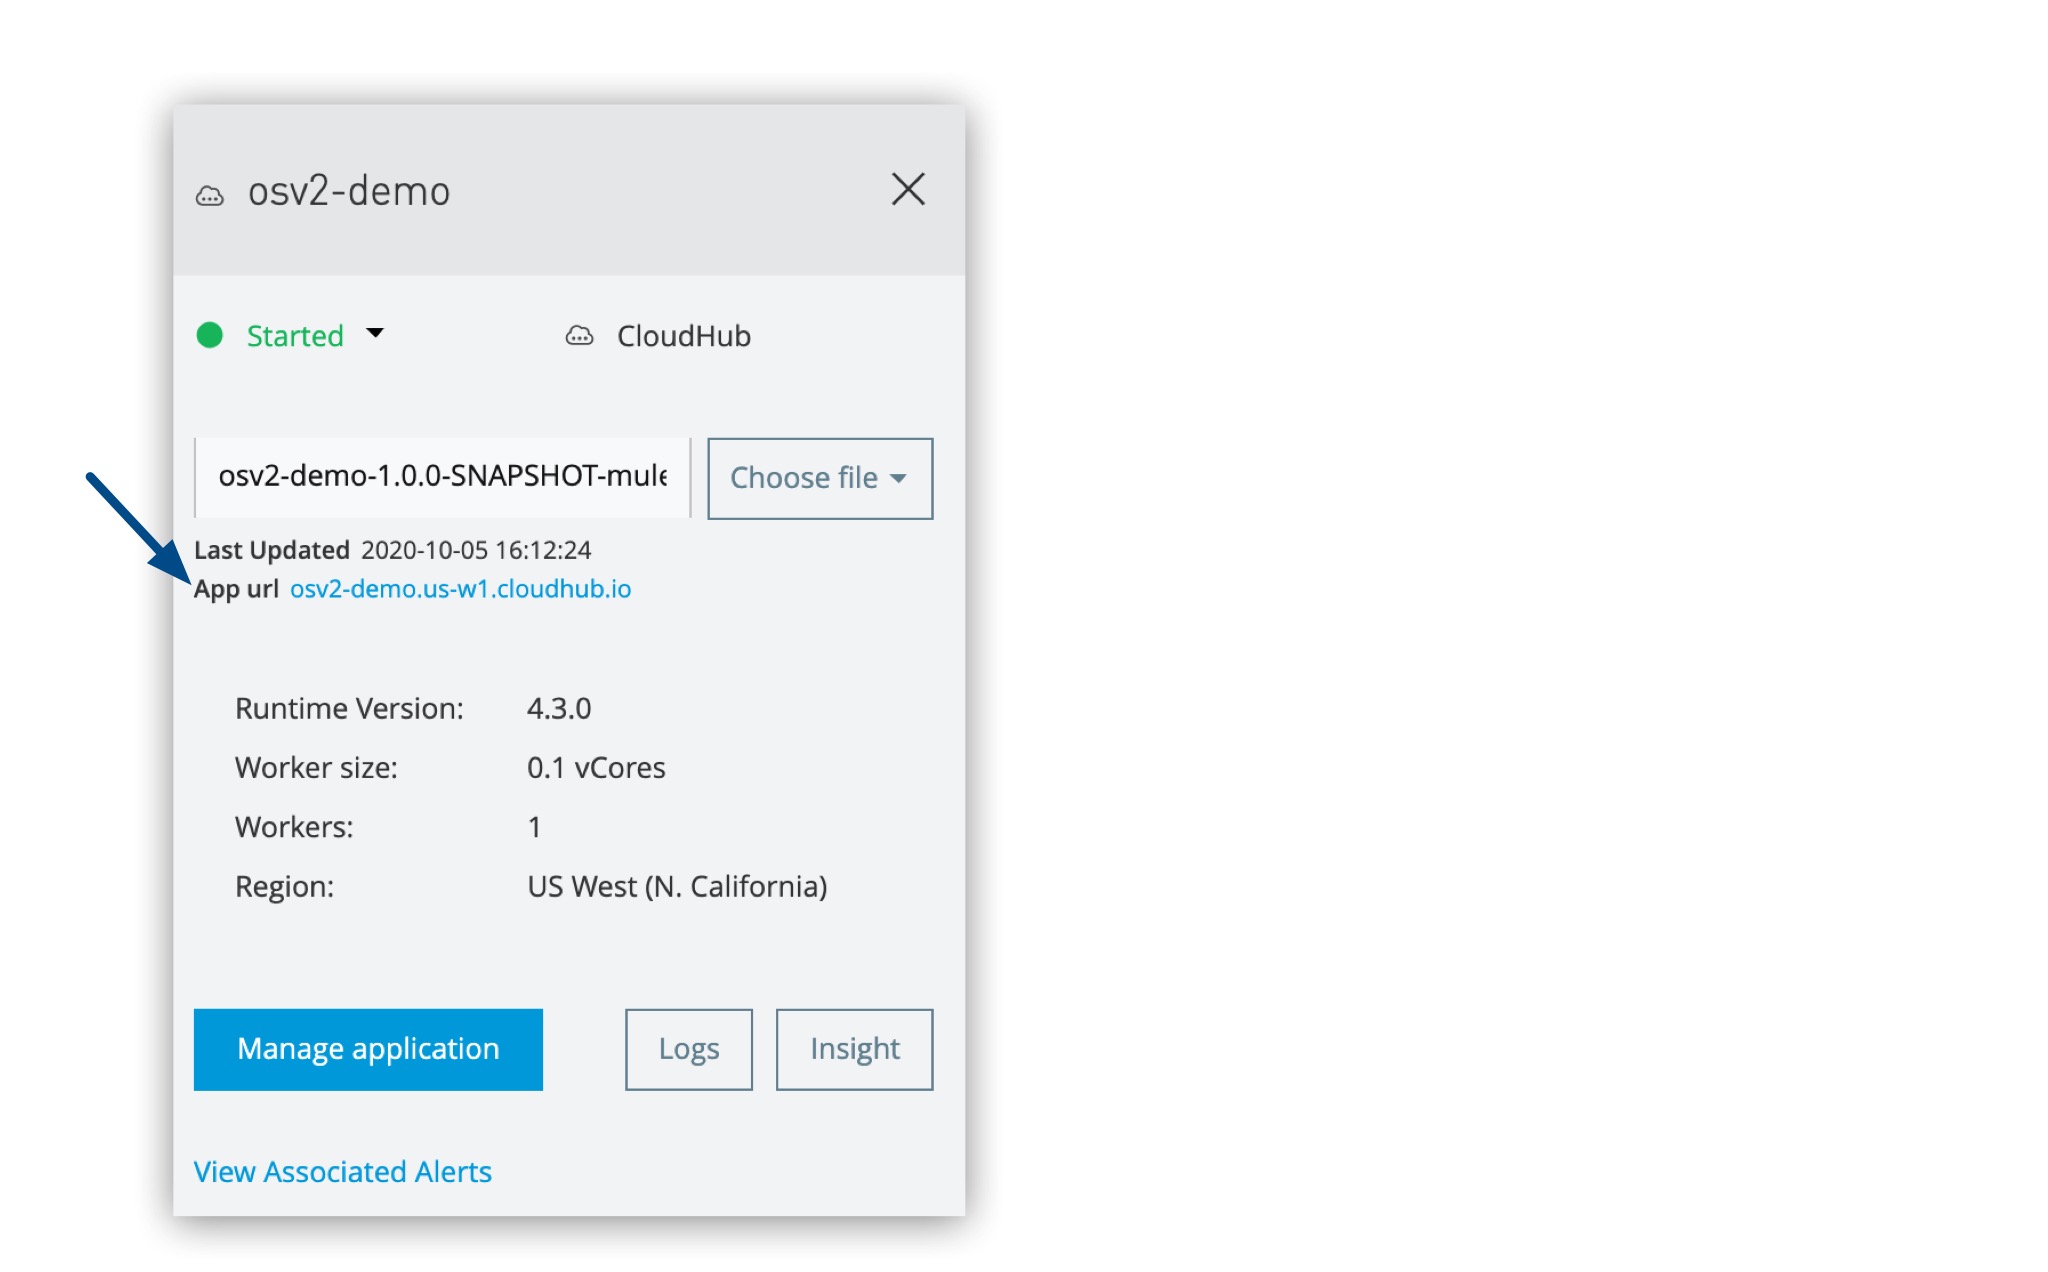 osv2-demo
Started CloudHub
osv2-demo-1.0.0-SNAPSHOT-mule Choose file
Last Updated 2020-10-05 16:12:24
App url osv2-demo.us-w1.cloudhub.io
Runtime Version: 4.3.0
Worker size: 0.1 vCores
Workers: 1
Region: US West (N. California)
Manage application Logs Insight
View Associated Alerts